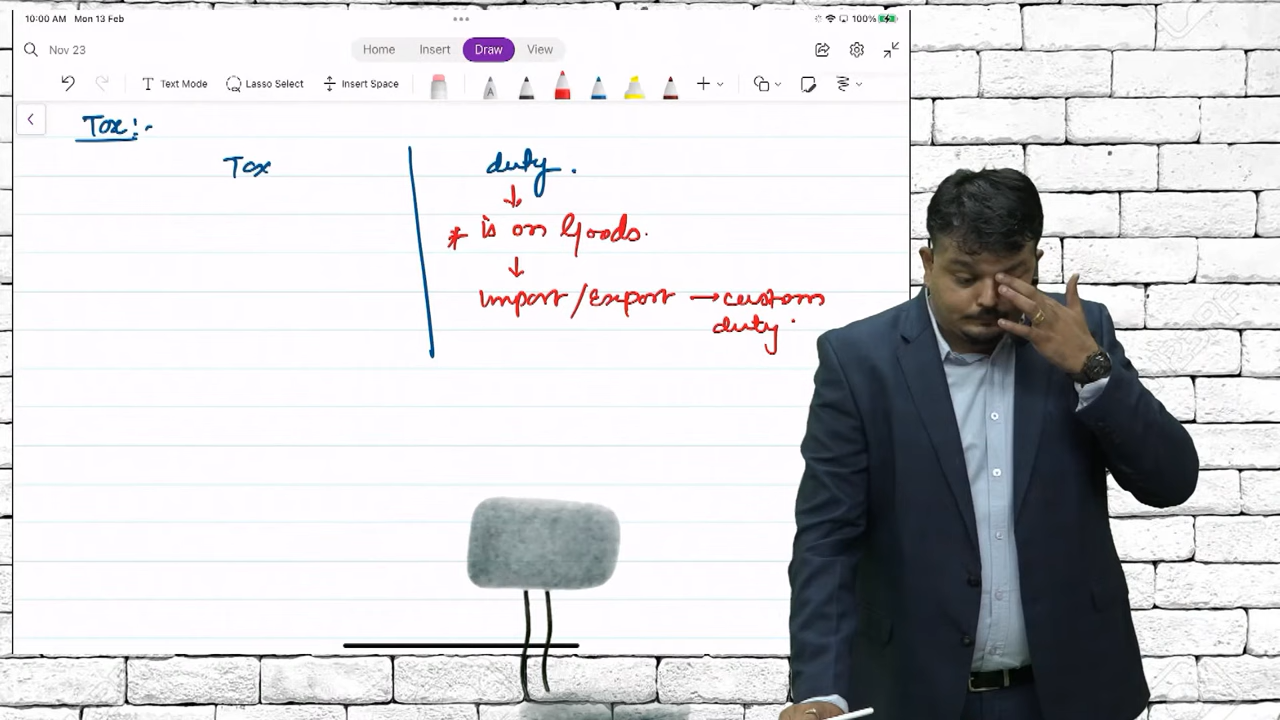 10:00 AM Mon 13 Feb
100%
Nov 23
Home Insert Draw View
Text Mode Lasso Select Insert Space
Tax:-
Tax duty.
* is on Goods.
Import/Export → custom
duty.